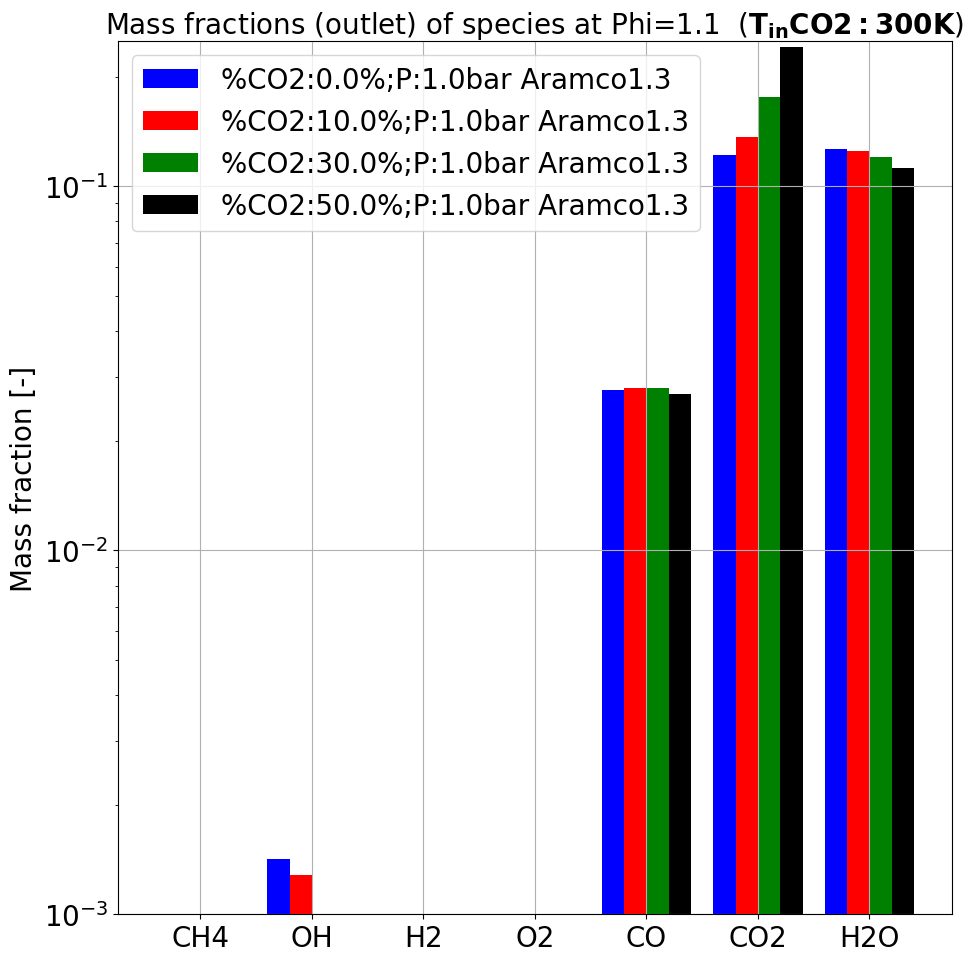 Mass fractions (outlet) of species at Phi=1.1 (T_inCO2 : 300K)
%CO2:0.0%;P:1.0bar Aramco1.3
%CO2:10.0%;P:1.0bar Aramco1.3
%CO2:30.0%;P:1.0bar Aramco1.3
%CO2:50.0%;P:1.0bar Aramco1.3
Mass fraction [-]
10⁻¹
10⁻²
10⁻³
CH4 OH H2 O2 CO CO2 H2O